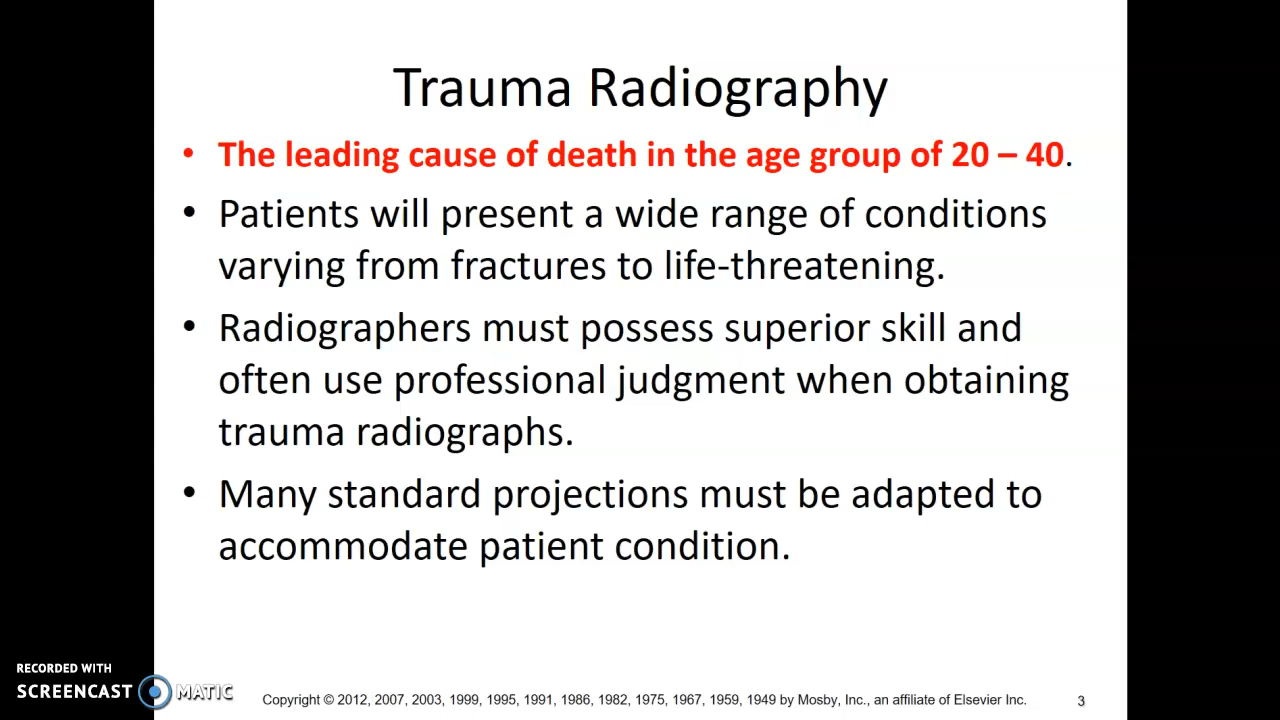 Trauma Radiography
• The leading cause of death in the age group of 20 – 40.
• Patients will present a wide range of conditions
varying from fractures to life-threatening.
• Radiographers must possess superior skill and
often use professional judgment when obtaining
trauma radiographs.
• Many standard projections must be adapted to
accommodate patient condition.
RECORDED WITH
SCREENCAST MATIC
Copyright © 2012, 2007, 2003, 1999, 1995, 1991, 1986, 1982, 1975, 1967, 1959, 1949 by Mosby, Inc., an affiliate of Elsevier Inc.
3